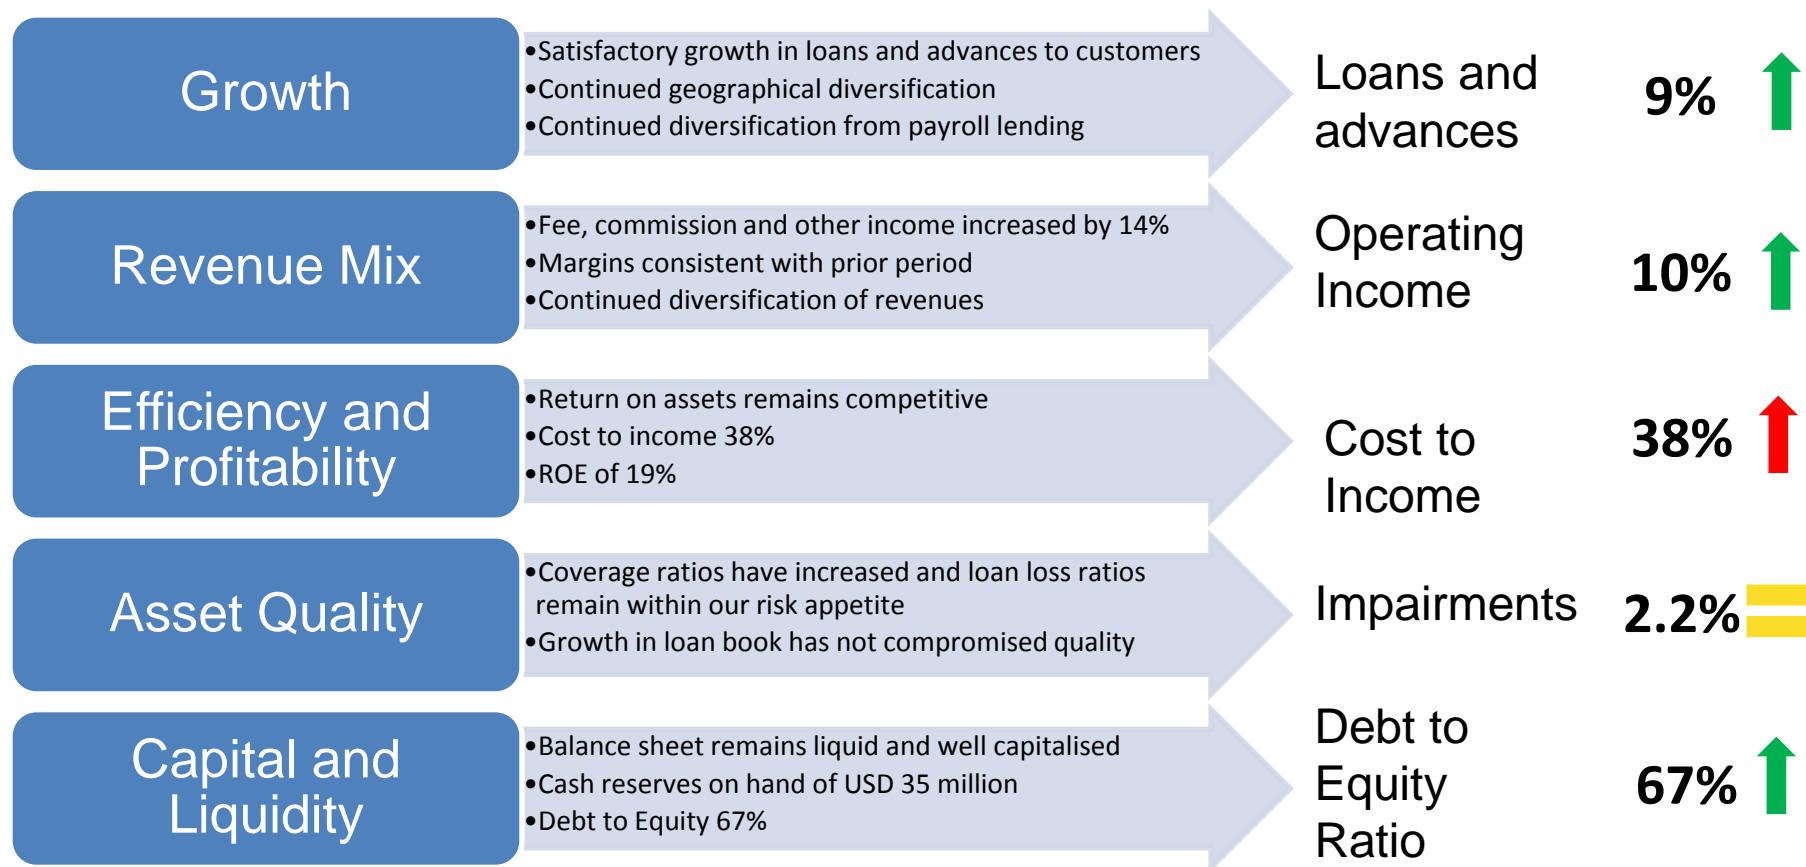 Growth
•Satisfactory growth in loans and advances to customers
•Continued geographical diversification
•Continued diversification from payroll lending
Loans and
advances
9%
Revenue Mix
•Fee, commission and other income increased by 14%
•Margins consistent with prior period
•Continued diversification of revenues
Operating
Income
10%
Efficiency and
Profitability
•Return on assets remains competitive
•Cost to income 38%
•ROE of 19%
Cost to
Income
38%
Asset Quality
•Coverage ratios have increased and loan loss ratios
remain within our risk appetite
•Growth in loan book has not compromised quality
Impairments
2.2%
Capital and
Liquidity
•Balance sheet remains liquid and well capitalised
•Cash reserves on hand of USD 35 million
•Debt to Equity 67%
Debt to
Equity
Ratio
67%